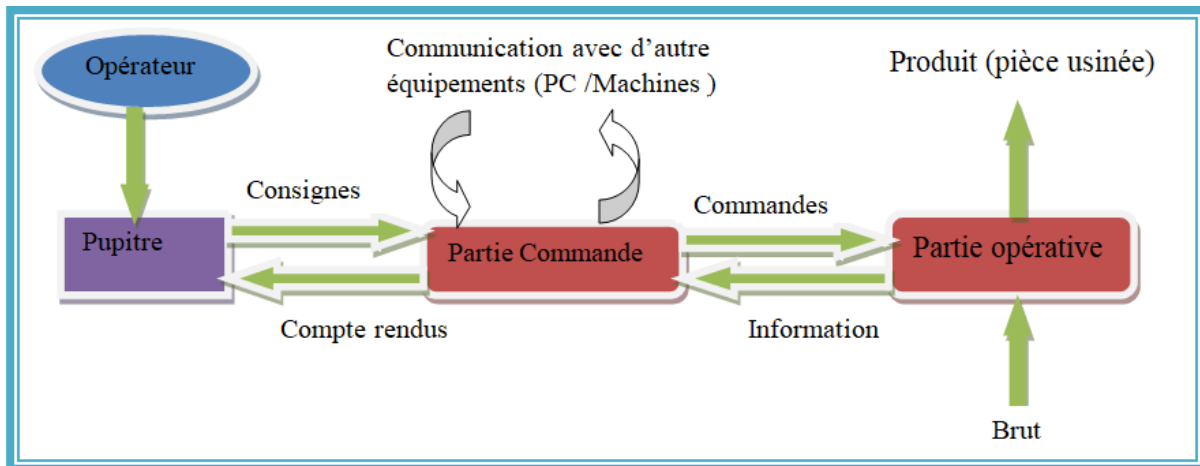 Opérateur
Communication avec d'autre
équipements (PC /Machines )
Produit (pièce usinée)
Consignes
Commandes
Pupitre
Partie Commande
Partie opérative
Compte rendus
Information
Brut